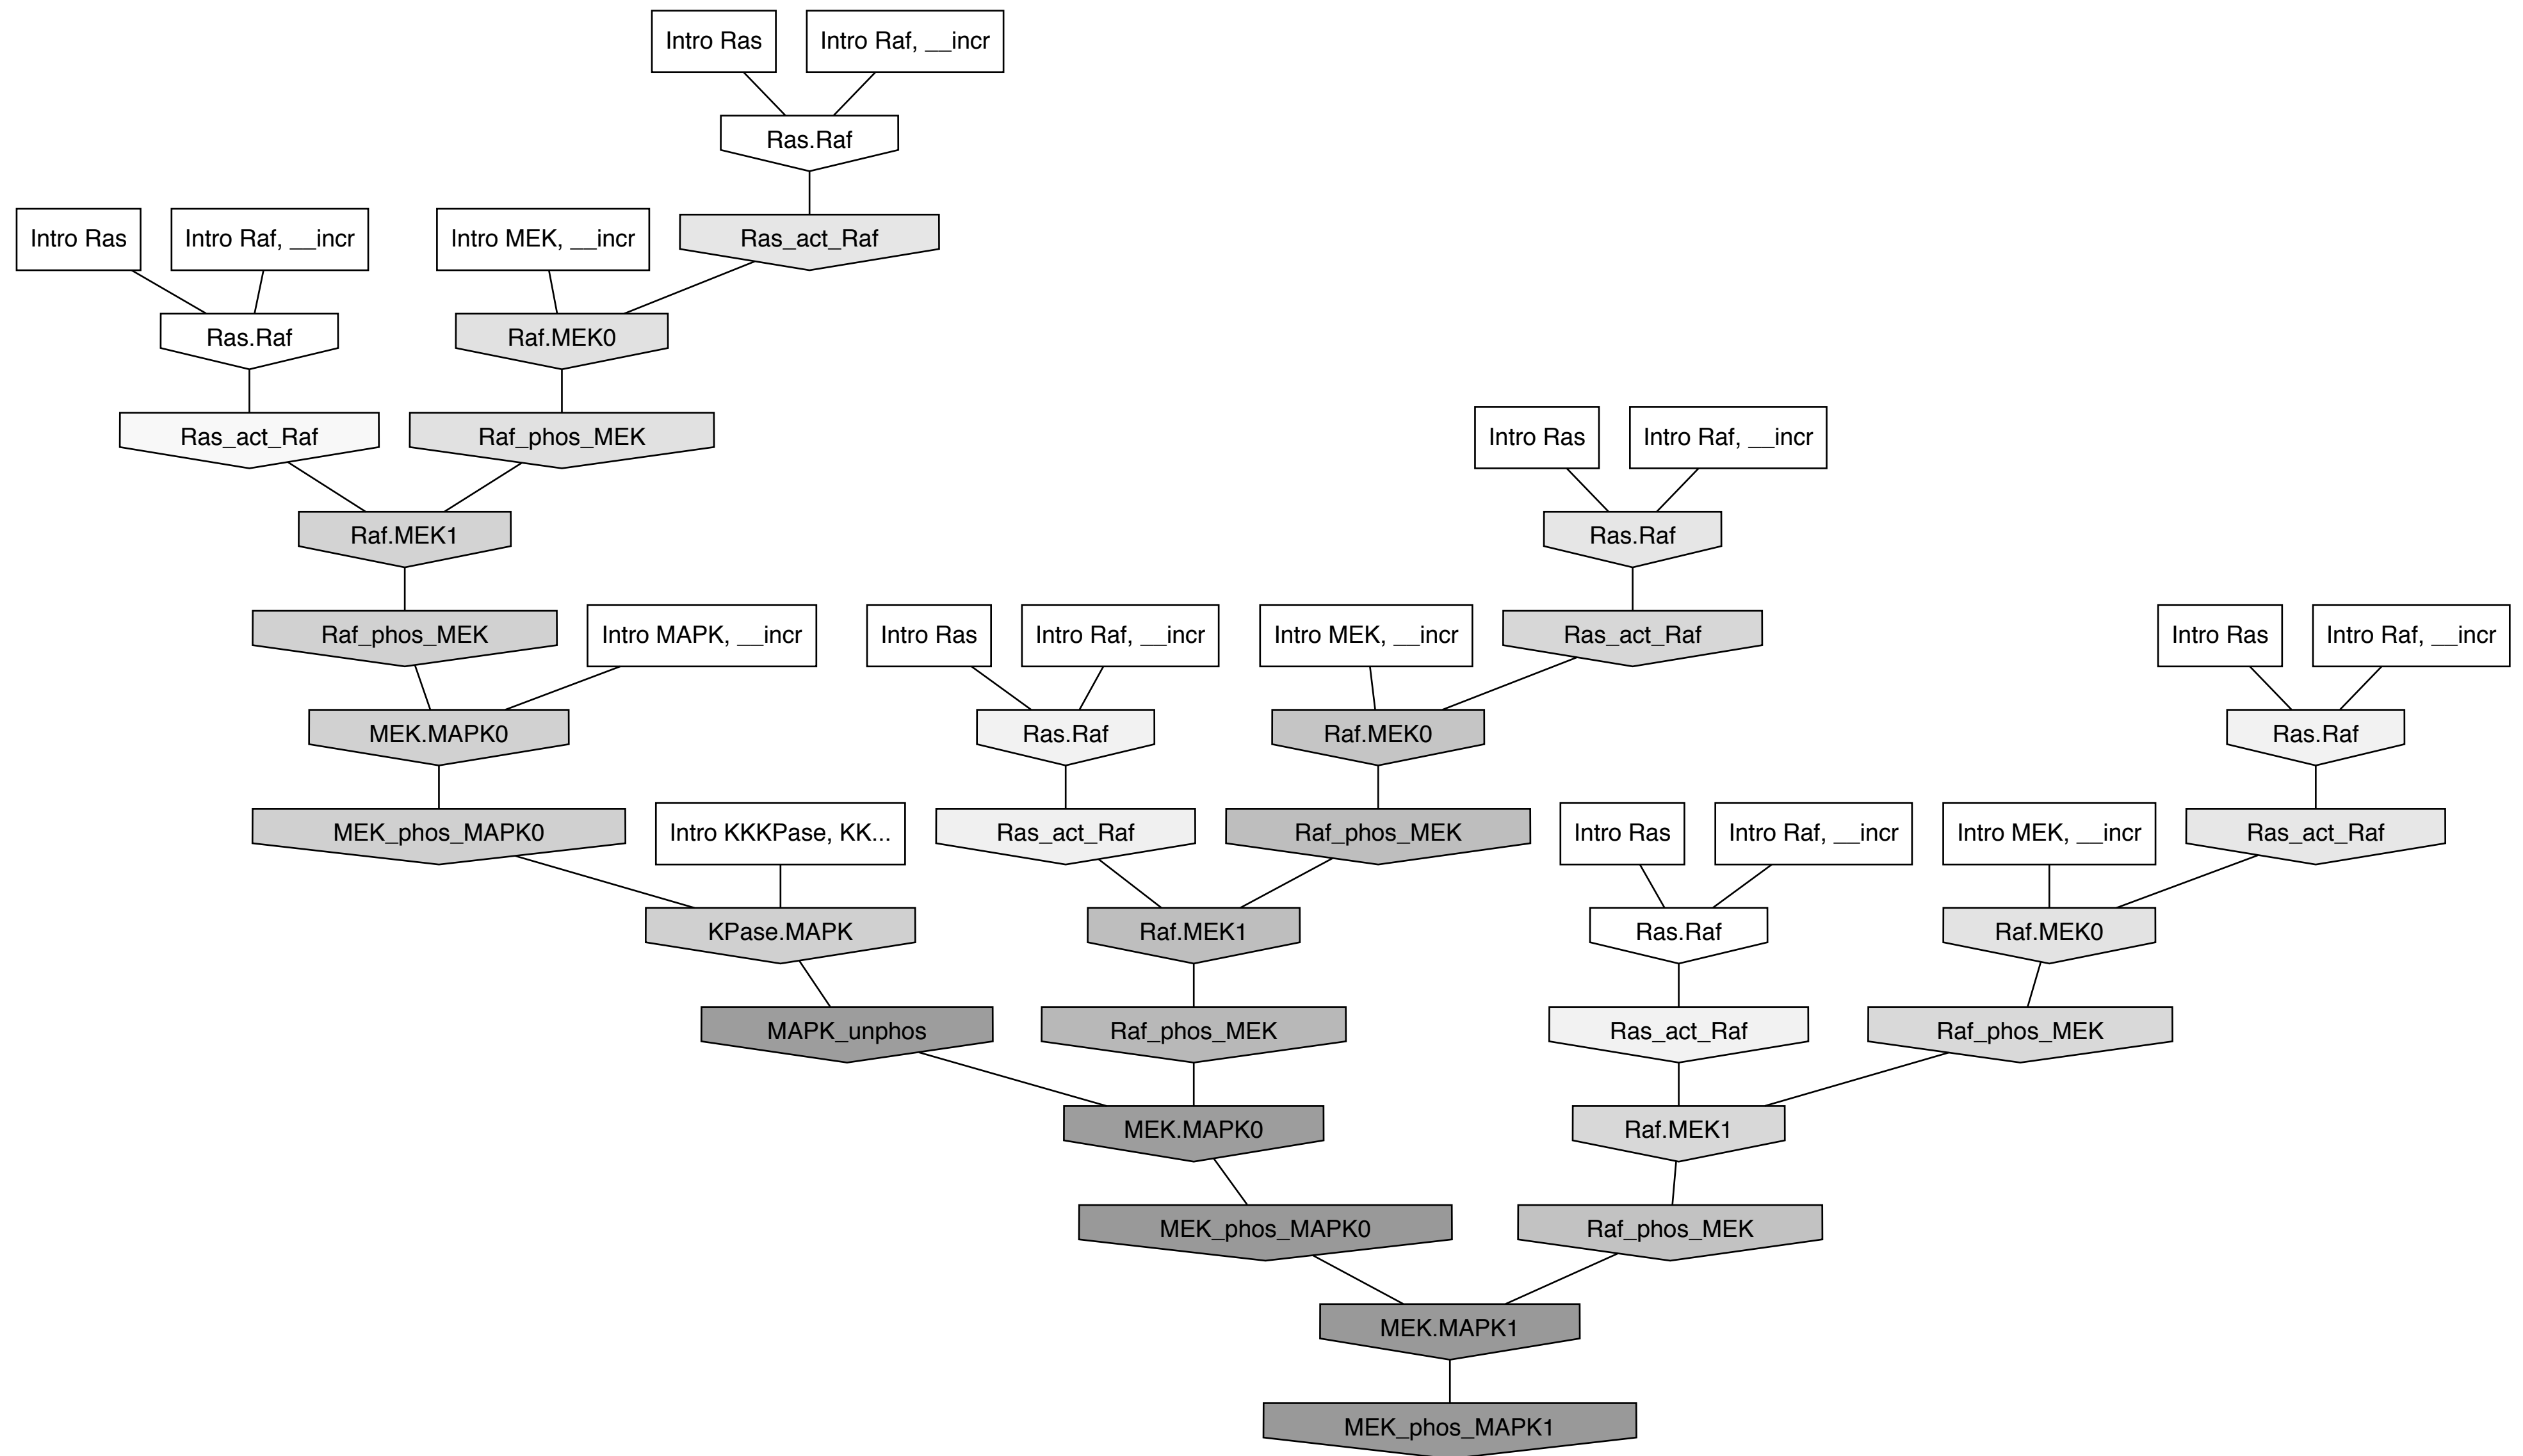 Intro Ras
Intro Raf, __incr
Ras.Raf
Intro Ras
Intro Raf, __incr
Intro MEK, __incr
Ras_act_Raf
Ras.Raf
Raf.MEK0
Ras_act_Raf
Raf_phos_MEK
Intro Ras
Intro Raf, __incr
Raf.MEK1
Ras.Raf
Raf_phos_MEK
Intro MAPK, __incr
Intro Ras
Intro Raf, __incr
Intro MEK, __incr
Ras_act_Raf
Intro Ras
Intro Raf, __incr
MEK.MAPK0
Ras.Raf
Raf.MEK0
Ras.Raf
MEK_phos_MAPK0
Intro KKKPase, KK...
Ras_act_Raf
Raf_phos_MEK
Intro Ras
Intro Raf, __incr
Intro MEK, __incr
Ras_act_Raf
KPase.MAPK
Raf.MEK1
Ras.Raf
Raf.MEK0
MAPK_unphos
Raf_phos_MEK
Ras_act_Raf
Raf_phos_MEK
MEK.MAPK0
Raf.MEK1
MEK_phos_MAPK0
Raf_phos_MEK
MEK.MAPK1
MEK_phos_MAPK1